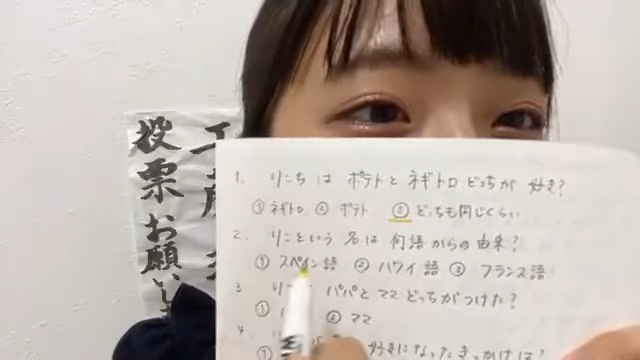 投票お願いし
1. りこち は ポテト と ネギトロ どっちが 好き?
① ネギトロ ② ポテト ③ どっちも同じくらい
2. りこという 名は 何語 からの 由来?
① スペイン語 ② ハワイ語 ③ フランス語
3 パパと ママ どっちがつけた?
① ② ママ
4 好きになったきっかけは?
①